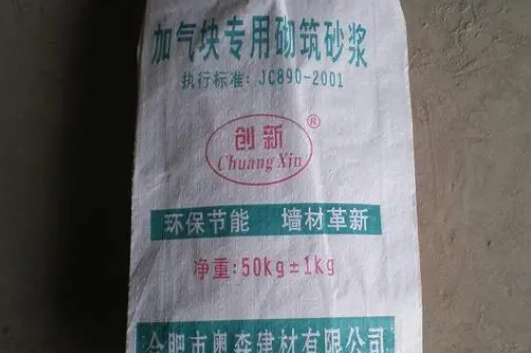 加气块专用砌筑砂浆
执行标准: JC890-2001
创新®
Chuang Xin
环保节能 墙材革新
净重:50kg±1kg
合肥市奥森建材有限公司